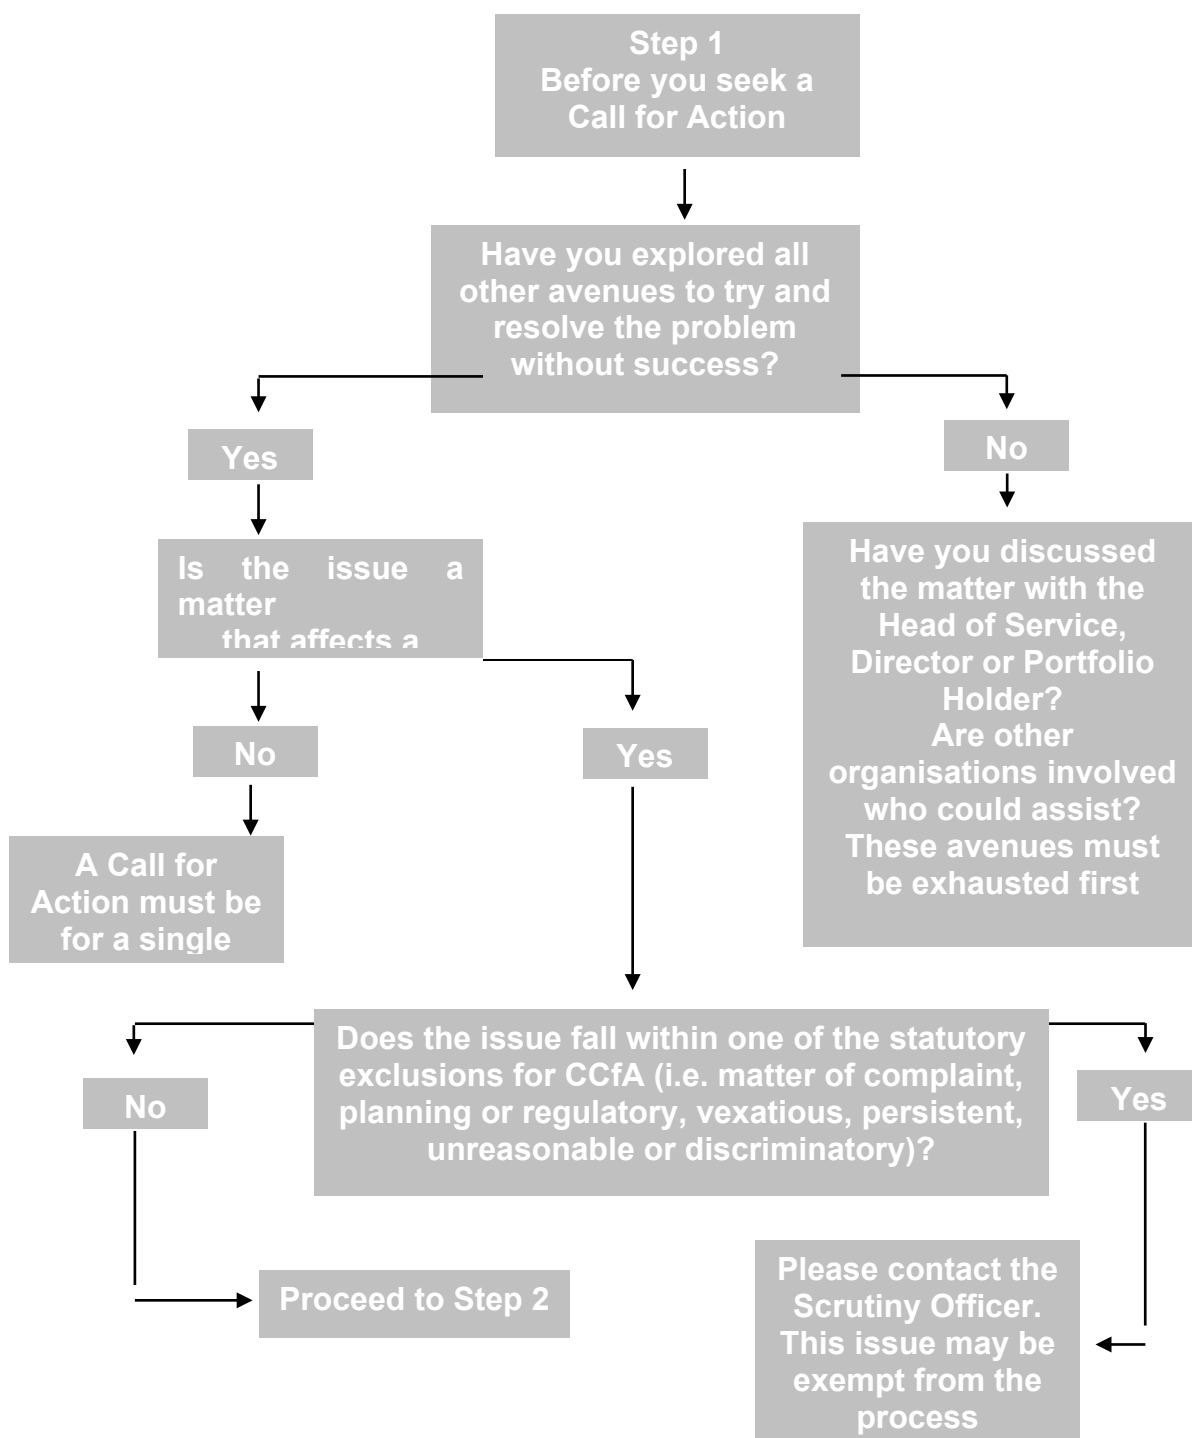 Step 1
Before you seek a
Call for Action
Have you explored all
other avenues to try and
resolve the problem
without success?
Yes
No
Is the issue a
matter
that affects a
Have you discussed
the matter with the
Head of Service,
Director or Portfolio
Holder?
Are other
organisations involved
who could assist?
These avenues must
be exhausted first
No
Yes
A Call for
Action must be
for a single
Does the issue fall within one of the statutory
exclusions for CCfA (i.e. matter of complaint,
planning or regulatory, vexatious, persistent,
unreasonable or discriminatory)?
No
Yes
Proceed to Step 2
Please contact the
Scrutiny Officer.
This issue may be
exempt from the
process